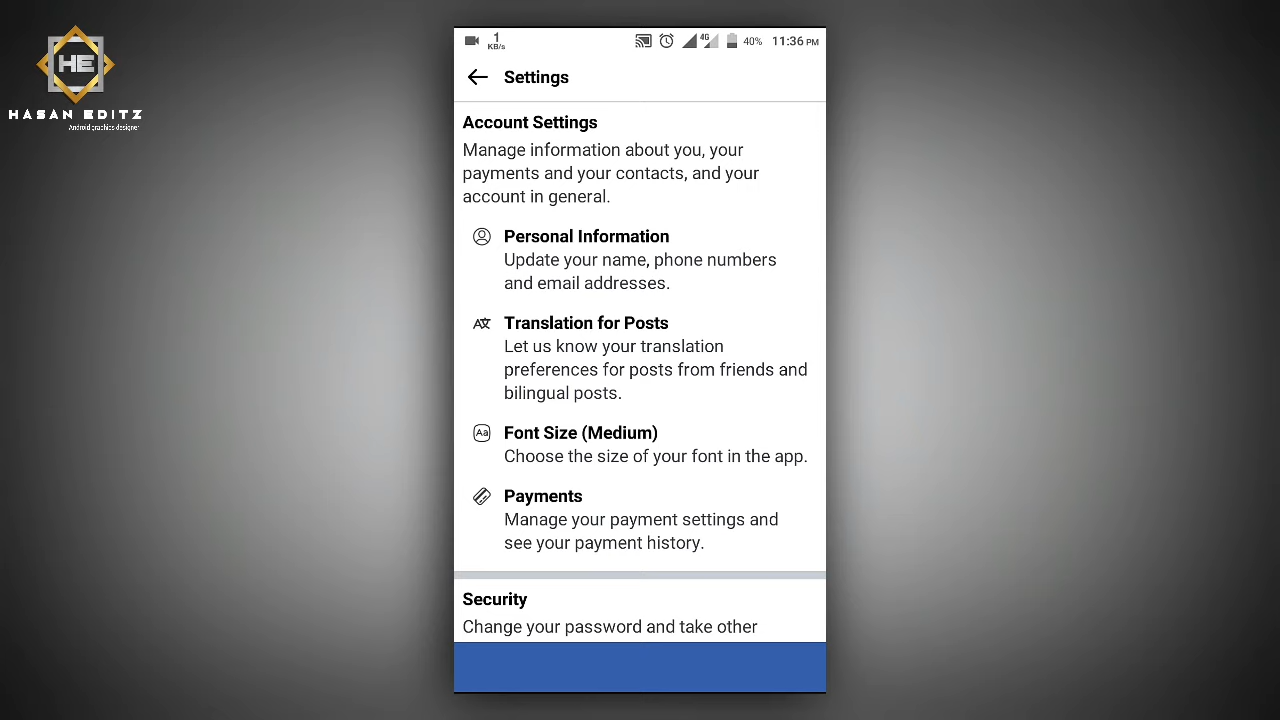 HE
HASAN EDITZ
Android graphics designer
1
KB/s
4G
40%
11:36 PM
Settings
Account Settings
Manage information about you, your
payments and your contacts, and your
account in general.
Personal Information
Update your name, phone numbers
and email addresses.
Translation for Posts
Let us know your translation
preferences for posts from friends and
bilingual posts.
Aa
Font Size (Medium)
Choose the size of your font in the app.
Payments
Manage your payment settings and
see your payment history.
Security
Change your password and take other